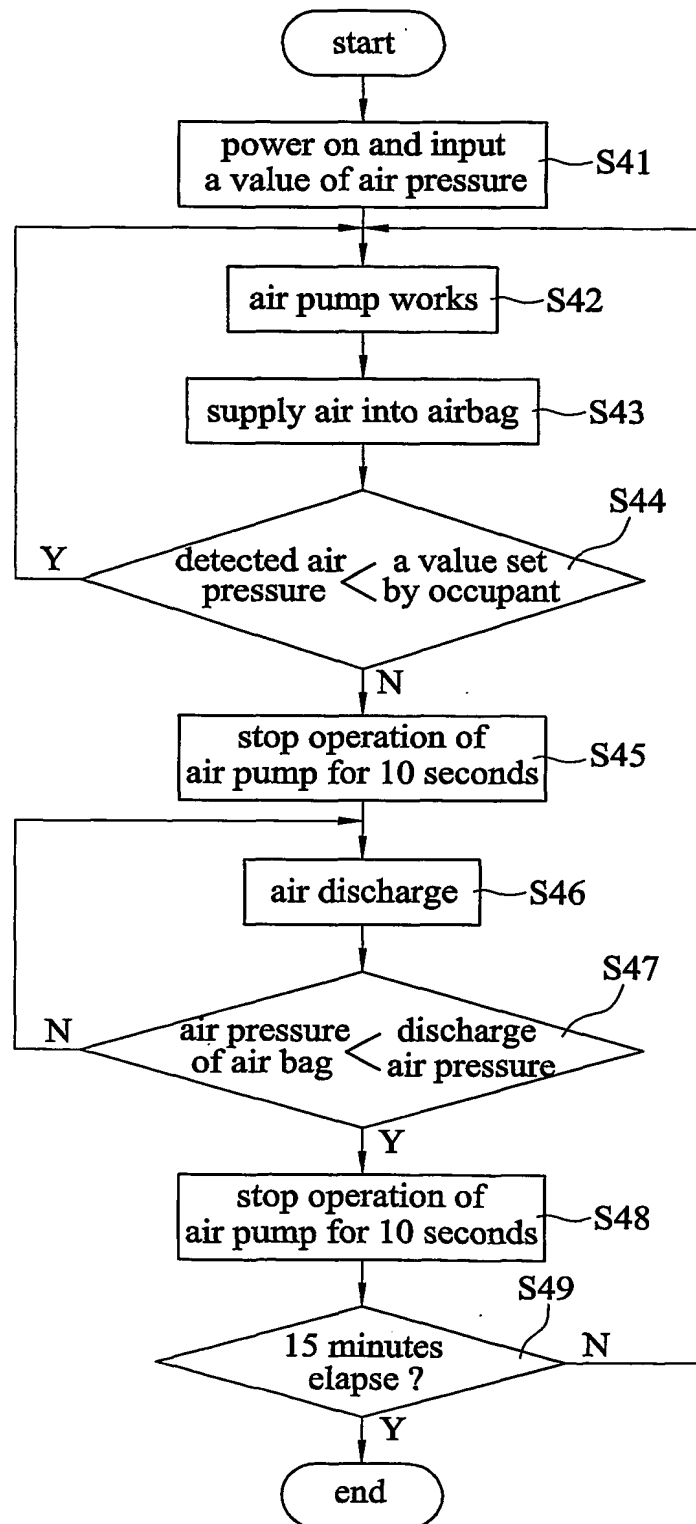 start
power on and input
a value of air pressure
S41
air pump works
S42
supply air into airbag
S43
S44
Y
detected air
pressure
<
a value set
by occupant
N
stop operation of
air pump for 10 seconds
S45
air discharge
S46
S47
N
air pressure
of air bag
<
discharge
air pressure
Y
stop operation of
air pump for 10 seconds
S48
S49
15 minutes
elapse ?
N
Y
end